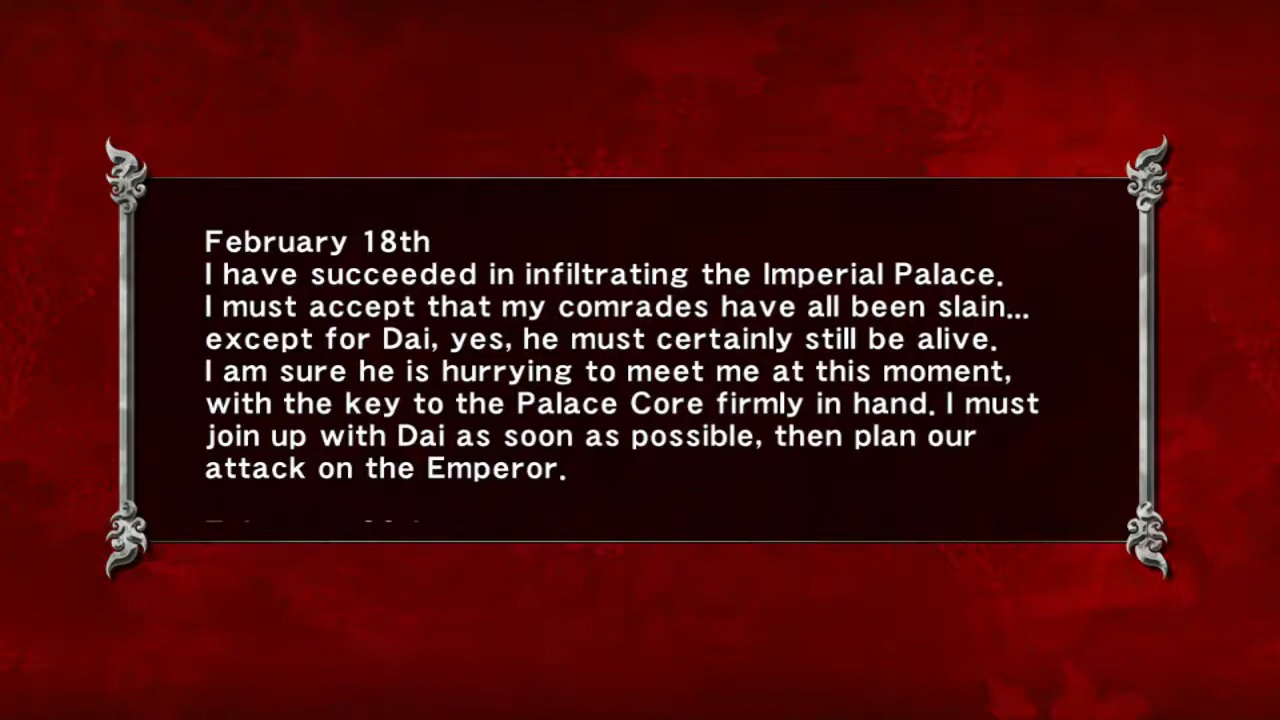 February 18th
I have succeeded in infiltrating the Imperial Palace.
I must accept that my comrades have all been slain...
except for Dai, yes, he must certainly still be alive.
I am sure he is hurrying to meet me at this moment,
with the key to the Palace Core firmly in hand. I must
join up with Dai as soon as possible, then plan our
attack on the Emperor.